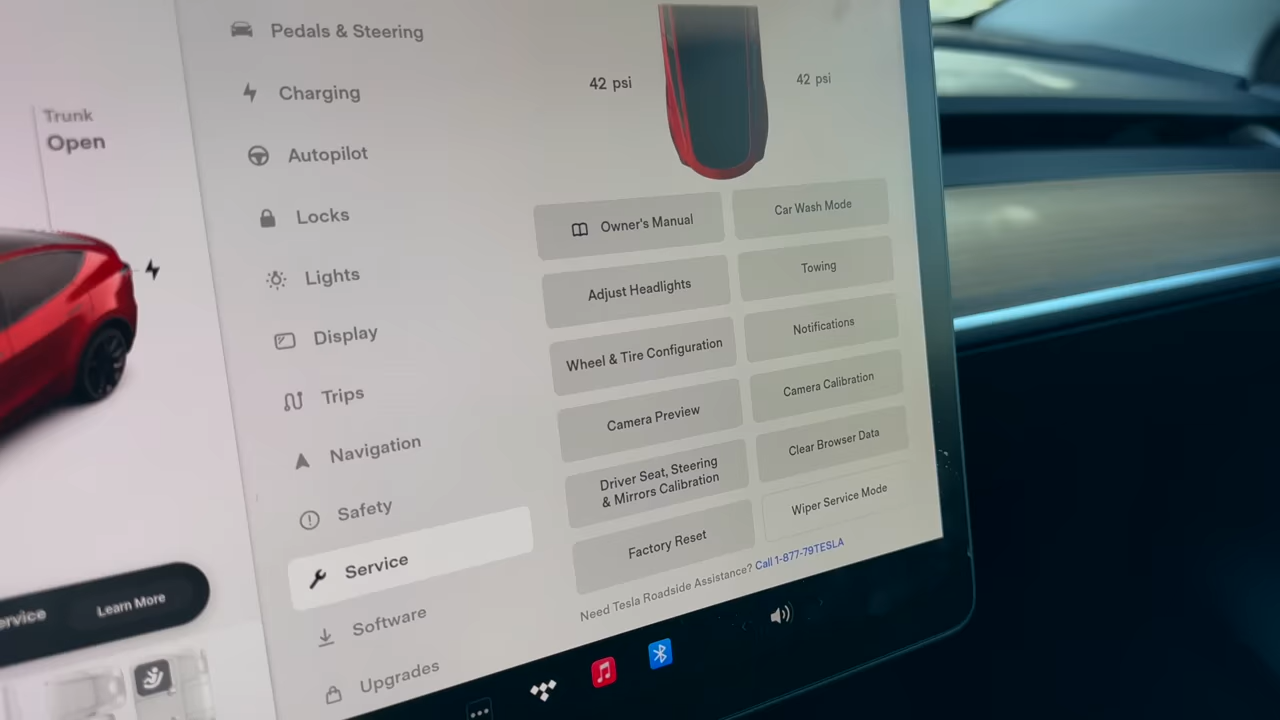 Trunk
Open
Learn More
Pedals & Steering
Charging
Autopilot
Locks
Lights
Display
Trips
Navigation
Safety
Service
Software
Upgrades
42 psi
42 psi
Owner's Manual
Car Wash Mode
Adjust Headlights
Towing
Wheel & Tire Configuration
Notifications
Camera Preview
Camera Calibration
Driver Seat, Steering
& Mirrors Calibration
Clear Browser Data
Factory Reset
Wiper Service Mode
Need Tesla Roadside Assistance? Call 1-877-79TESLA